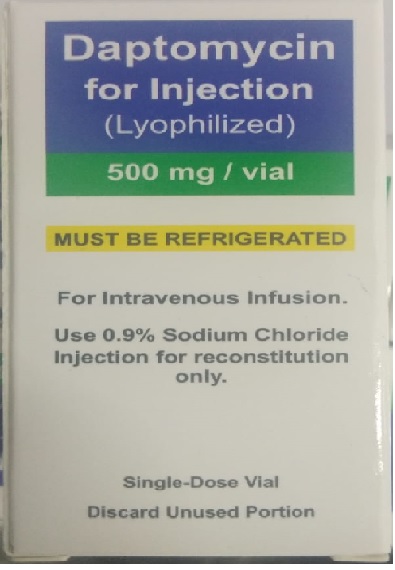 Daptomycin
for Injection
(Lyophilized)
500 mg / vial
MUST BE REFRIGERATED
For Intravenous Infusion.
Use 0.9% Sodium Chloride
Injection for reconstitution
only.
Single-Dose Vial
Discard Unused Portion